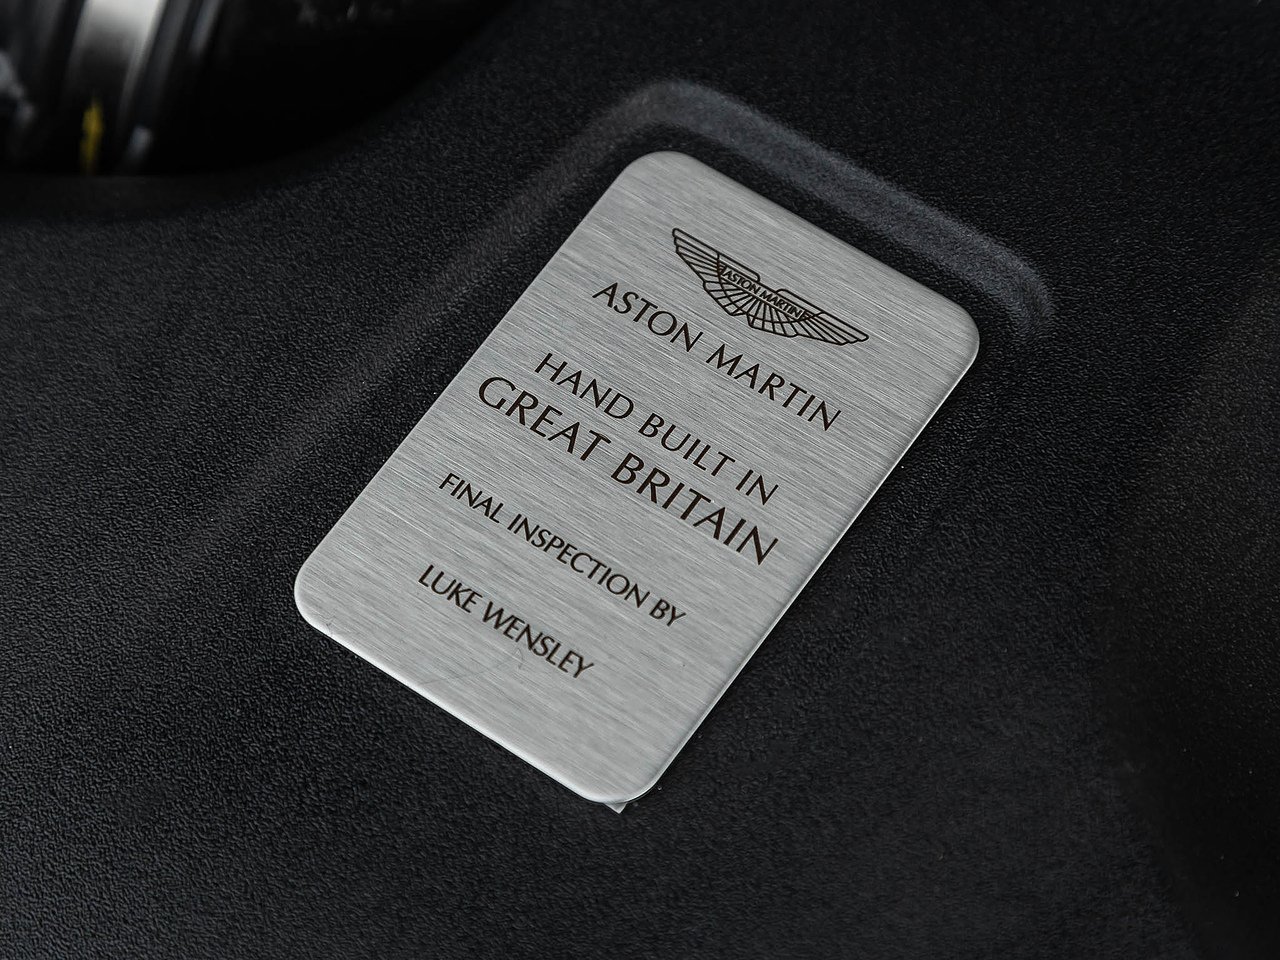 ASTON MARTIN
ASTON MARTIN
HAND BUILT IN
GREAT BRITAIN
FINAL INSPECTION BY
LUKE WENSLEY